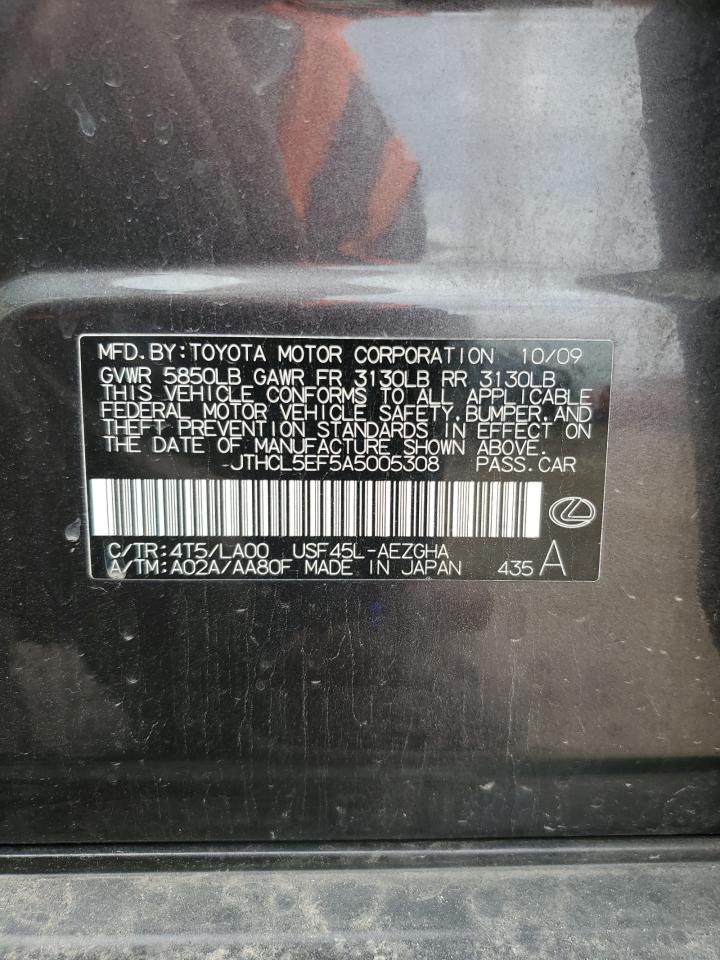 MFD. BY: TOYOTA MOTOR CORPORATION 10/09
GVWR 5850LB GAWR FR 3130LB RR 3130LB
THIS VEHICLE CONFORMS TO ALL APPLICABLE
FEDERAL MOTOR VEHICLE SAFETY, BUMPER, AND
THEFT PREVENTION STANDARDS IN EFFECT ON
THE DATE OF MANUFACTURE SHOWN ABOVE.
JTHCL5EF5A5005308 PASS. CAR
C/TR: 4T5/LA00 USF45L-AEZGHA
A/TM: A02A/AA80F MADE IN JAPAN 435 A